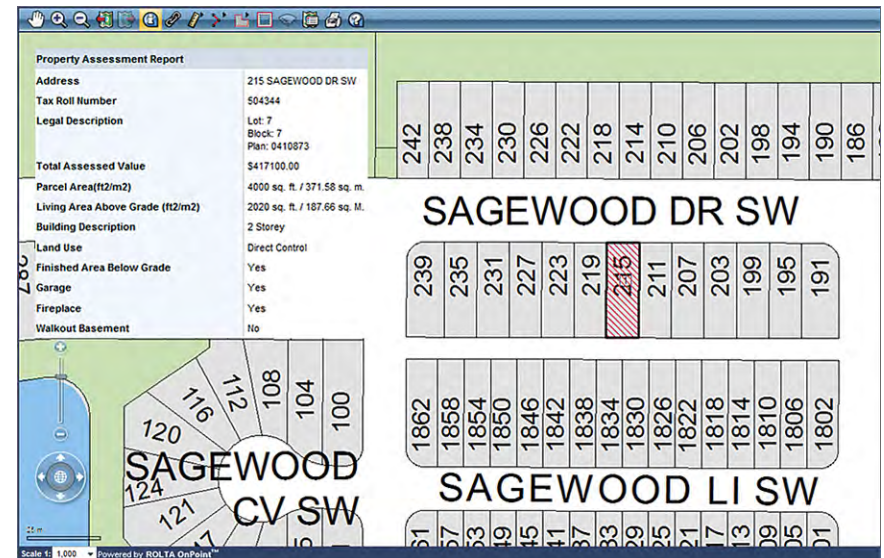 Property Assessment Report
Address 215 SAGEWOOD DR SW
Tax Roll Number 504344
Legal Description Lot: 7
Block: 7
Plan: 0410873
Total Assessed Value $417100.00
Parcel Area(ft2/m2) 4000 sq. ft. / 371.58 sq. m.
Living Area Above Grade (ft2/m2) 2020 sq. ft. / 187.66 sq. M.
Building Description 2 Storey
Land Use Direct Control
Finished Area Below Grade Yes
Garage Yes
Fireplace Yes
Walkout Basement No
242 238 234 230 226 222 218 214 210 206 202 198 194 190 186
SAGEWOOD DR SW
287
239 235 231 227 223 219 215 211 207 203 199 195 191
120 116 112 108 104 100
1862 1858 1854 1850 1846 1842 1838 1834 1830 1826 1822 1818 1814 1810 1806 1802
SAGEWOOD
CV SW
124
121
SAGEWOOD LI SW
Scale 1: 1,000 Powered by ROLTA OnPoint™